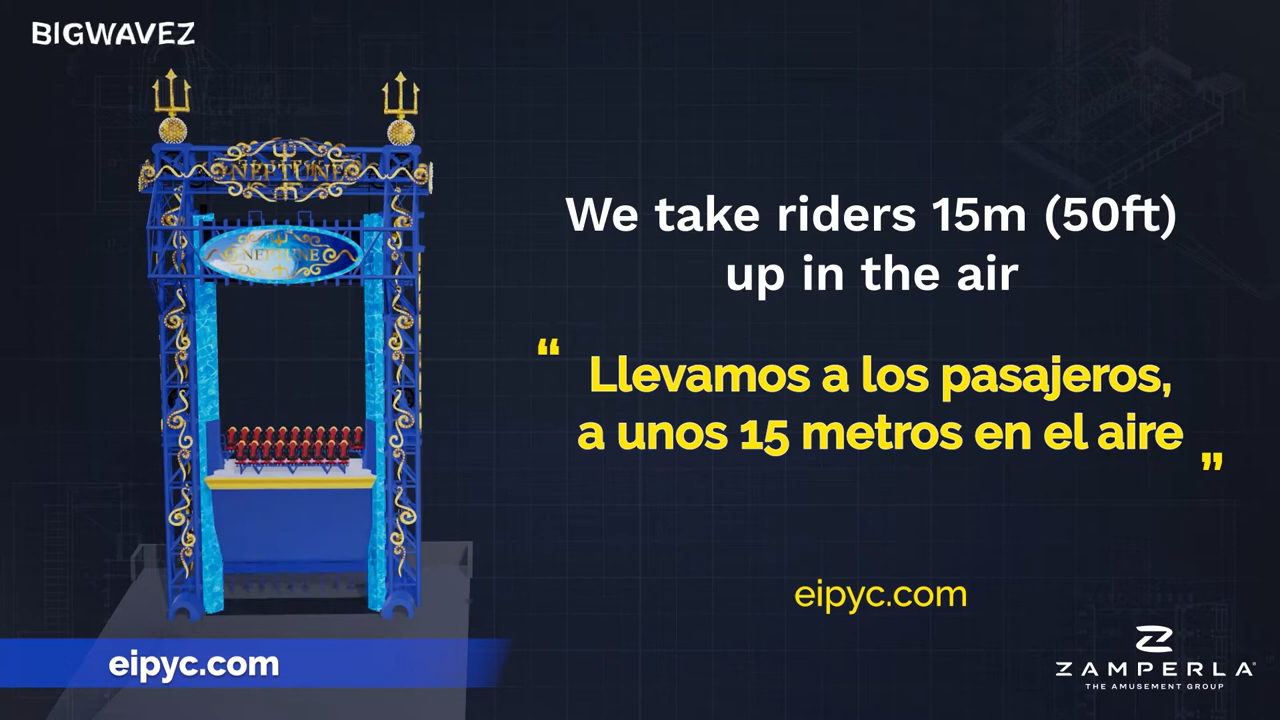 BIGWAVEZ
NEPTUNE
NEPTUNE
We take riders 15m (50ft)
up in the air
“ Llevamos a los pasajeros,
a unos 15 metros en el aire ”
eipyc.com
eipyc.com
ZAMPERLA
THE AMUSEMENT GROUP